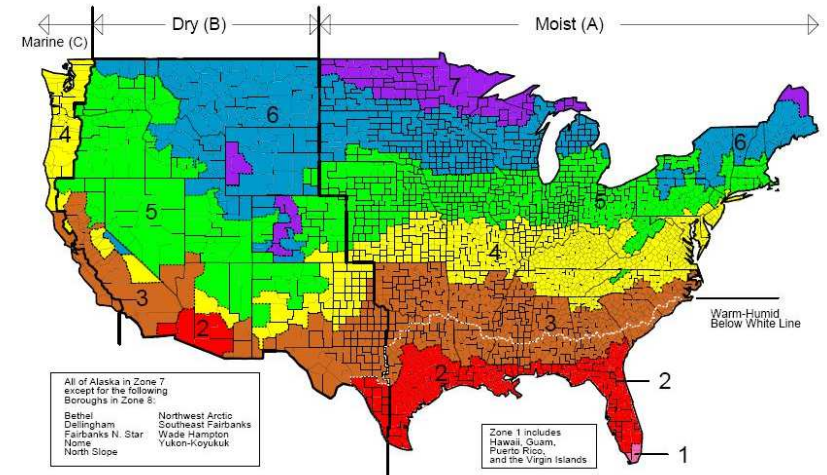 Dry (B)
Moist (A)
Marine (C)
7
6
6
6
4
5
5
4
3
3
2
2
Warm-Humid
Below White Line
2
1
All of Alaska in Zone 7
except for the following
Boroughs in Zone 8:
Bethel
Dellingham
Fairbanks N. Star
Nome
North Slope
Northwest Arctic
Southeast Fairbanks
Wade Hampton
Yukon-Koyukuk
Zone 1 includes
Hawaii, Guam,
Puerto Rico,
and the Virgin Islands